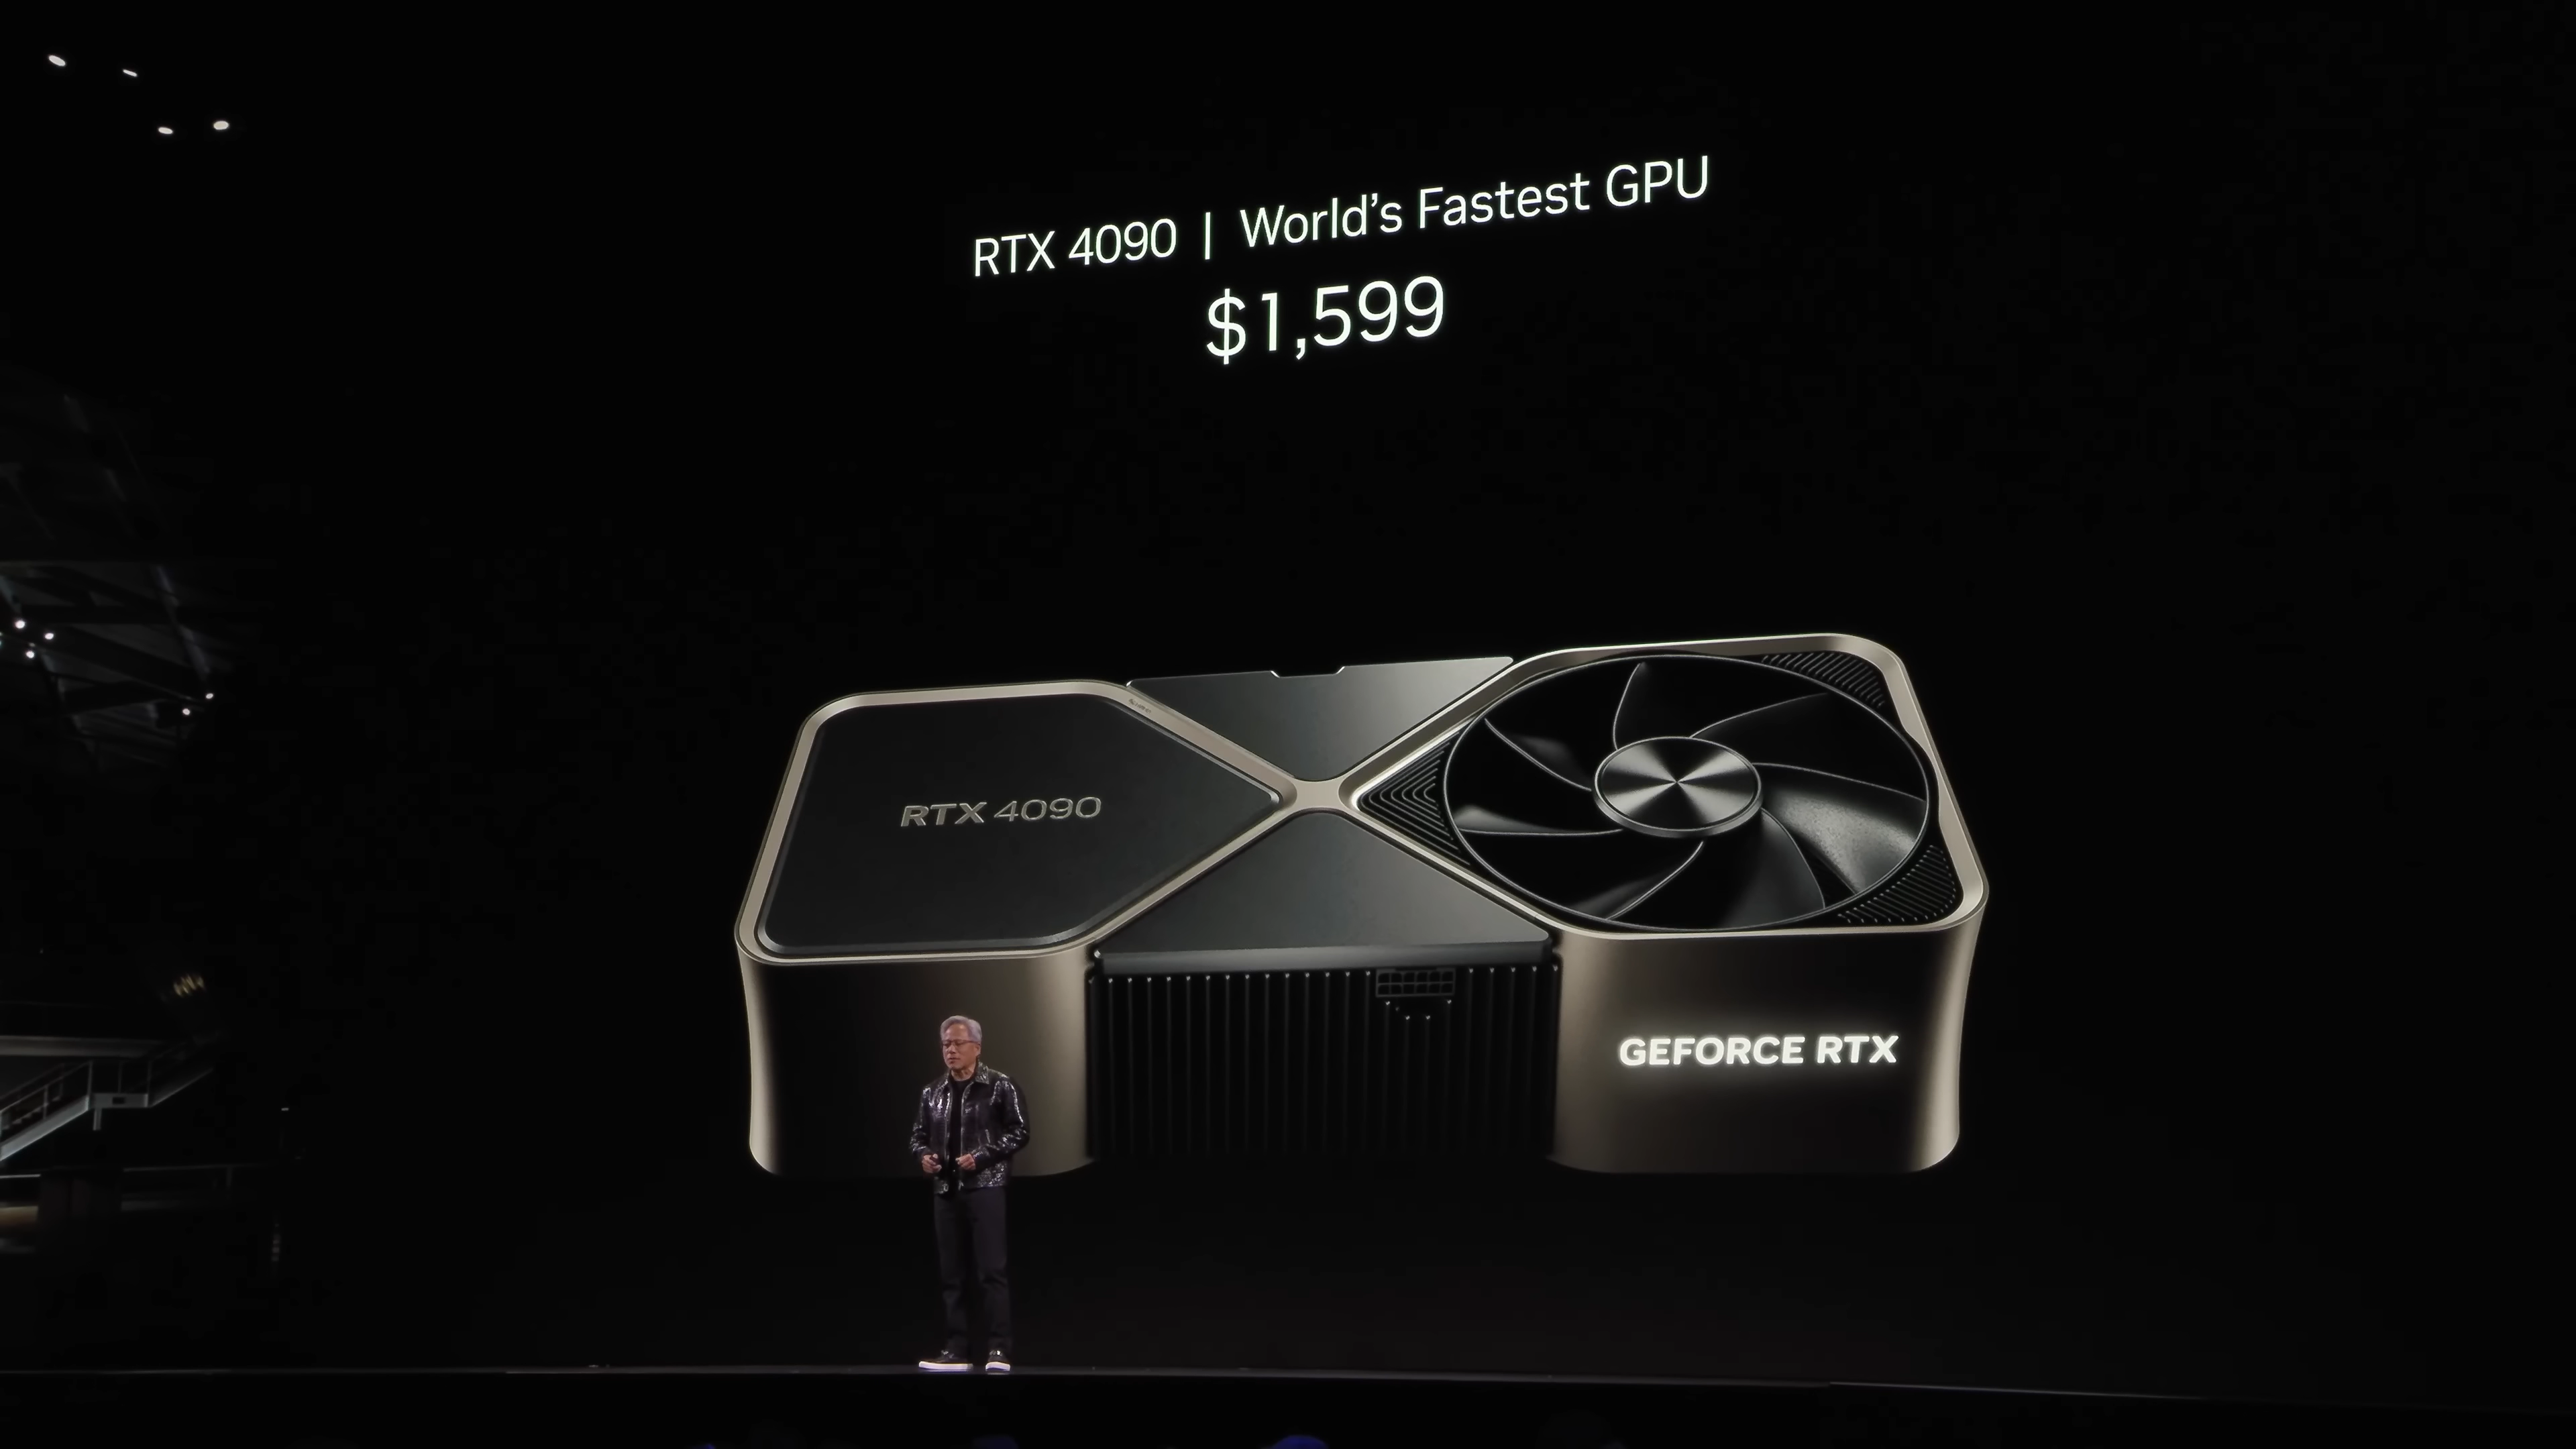 RTX 4090 | World’s Fastest GPU
$1,599
RTX 4090
GEFORCE RTX